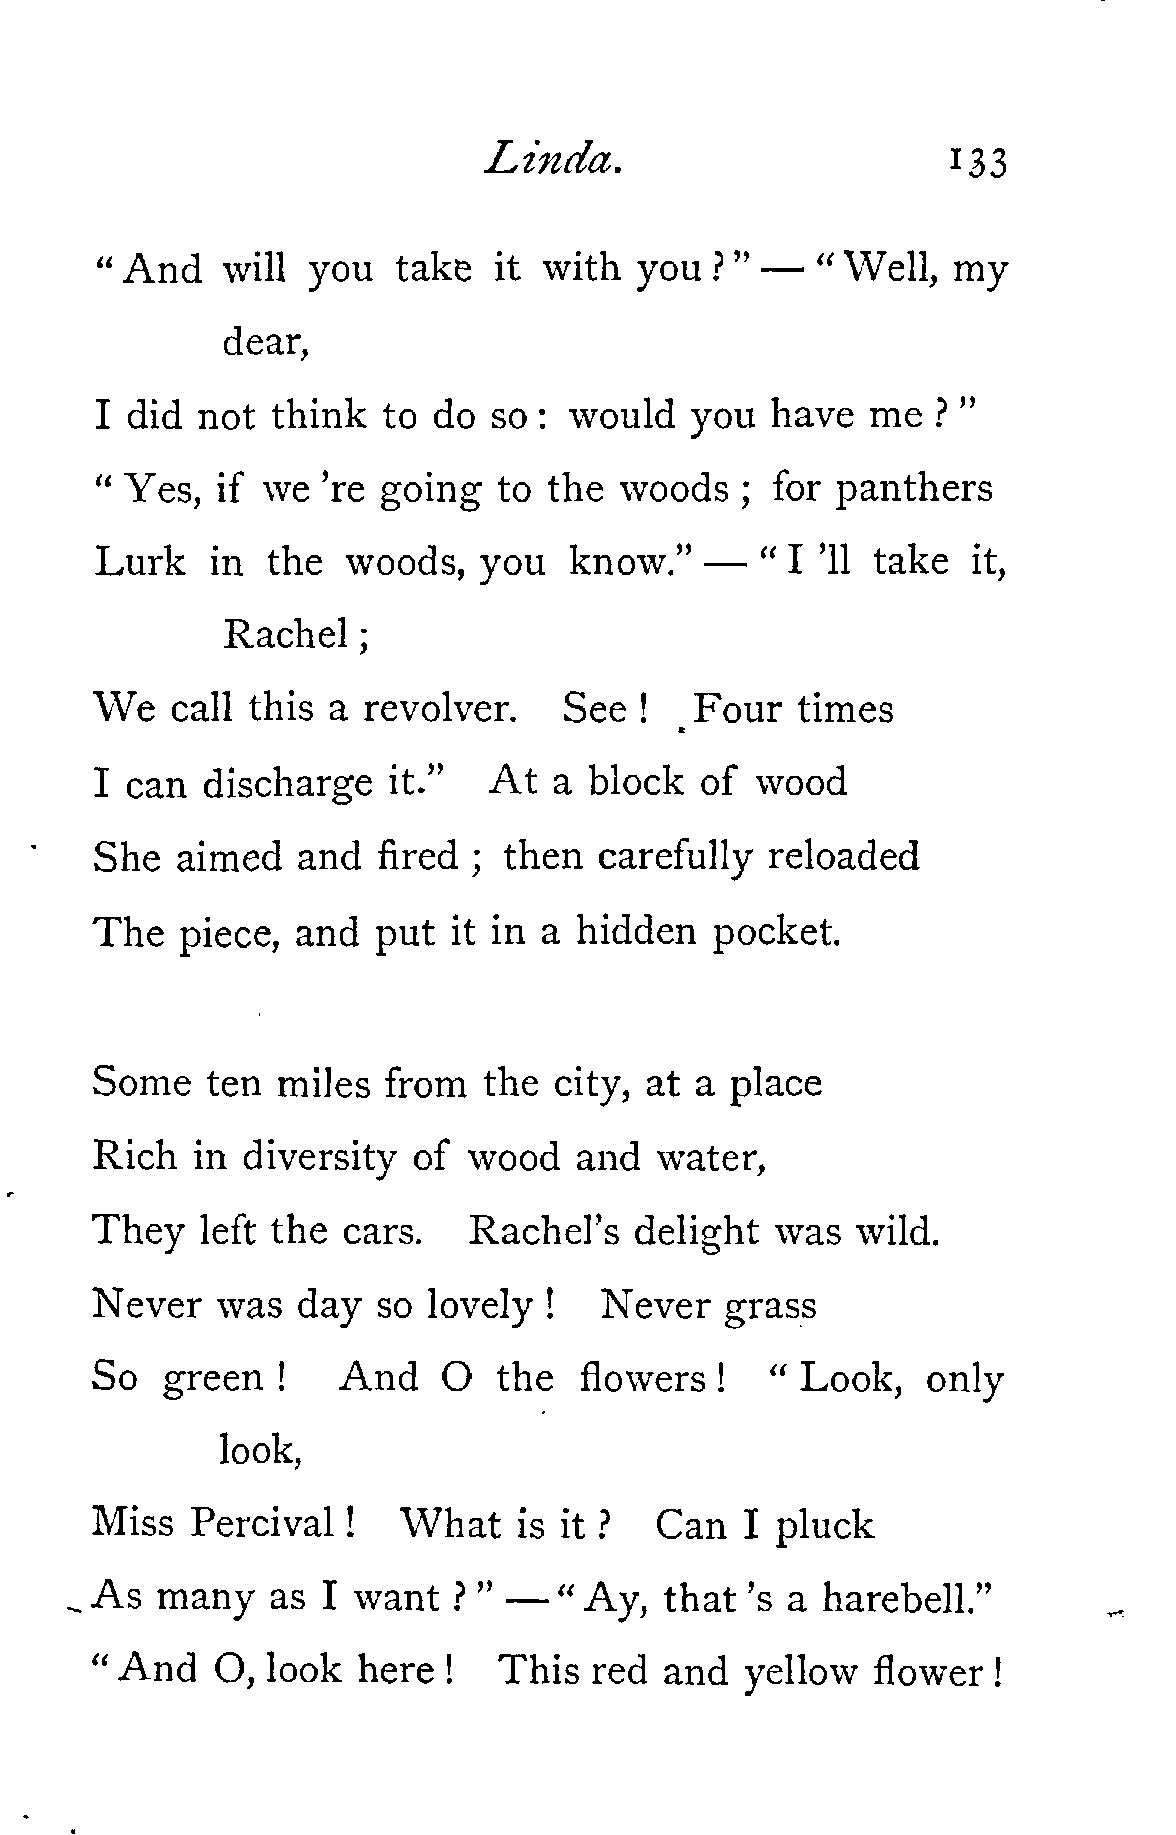 Linda. 133
“And will you take it with you?” — “Well, my
dear,
I did not think to do so: would you have me?”
“Yes, if we 're going to the woods; for panthers
Lurk in the woods, you know.” — “I 'll take it,
Rachel;
We call this a revolver. See! Four times
I can discharge it.” At a block of wood
She aimed and fired; then carefully reloaded
The piece, and put it in a hidden pocket.
Some ten miles from the city, at a place
Rich in diversity of wood and water,
They left the cars. Rachel's delight was wild.
Never was day so lovely! Never grass
So green! And O the flowers! “Look, only
look,
Miss Percival! What is it? Can I pluck
As many as I want?” — “Ay, that 's a harebell.”
“And O, look here! This red and yellow flower!